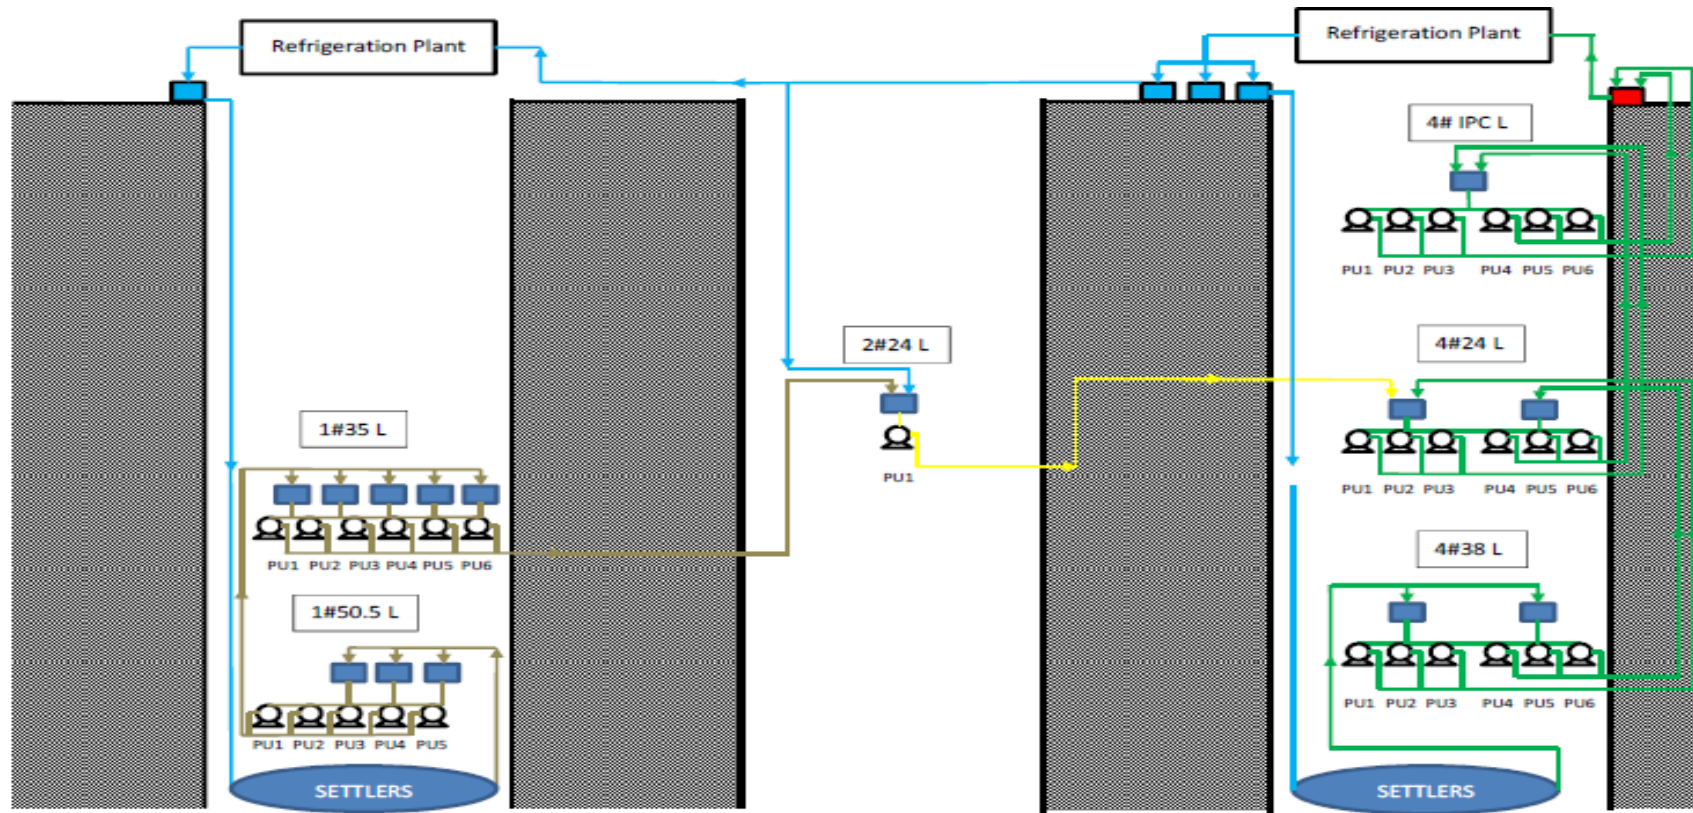 Refrigeration Plant
Refrigeration Plant
4# IPC L
PU1 PU2 PU3 PU4 PU5 PU6
2#24 L
4#24 L
1#35 L
PU1
PU1 PU2 PU3 PU4 PU5 PU6
4#38 L
PU1 PU2 PU3 PU4 PU5 PU6
1#50.5 L
PU1 PU2 PU3 PU4 PU5 PU6
PU1 PU2 PU3 PU4 PU5
SETTLERS
SETTLERS